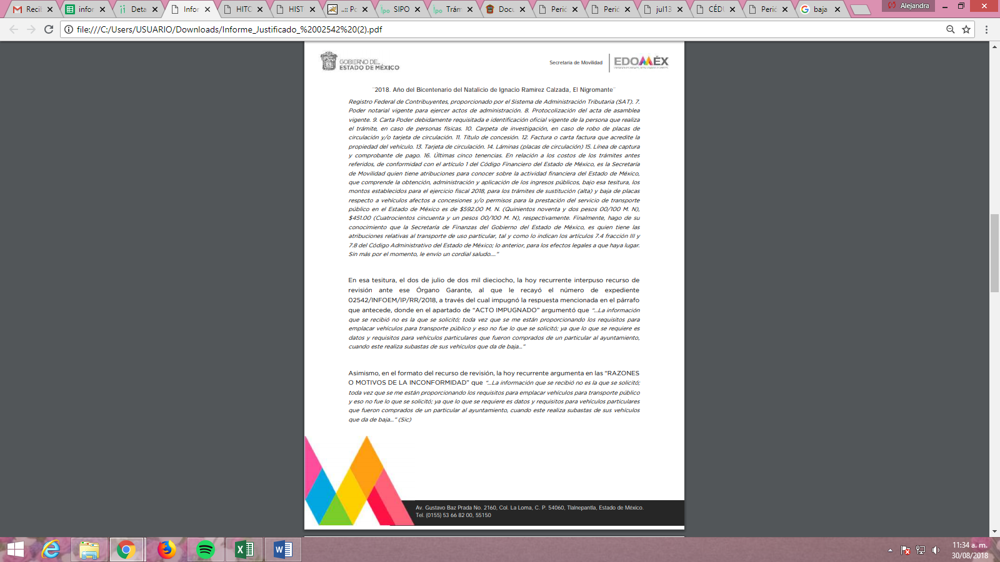 Recil
infor
Deta
Infor
HITC
HIST
..:: Pc
SIPO
Trám
Docu
Perió
Perió
jul13
CÉDU
Perió
baja
Alejandra
file:///C:/Users/USUARIO/Downloads/Informe_Justificado_%2002542%20(2).pdf
GOBIERNO DEL
ESTADO DE MÉXICO
Secretaría de Movilidad
EDOMÉX
¨2018. Año del Bicentenario del Natalicio de Ignacio Ramírez Calzada, El Nigromante¨
Registro Federal de Contribuyentes, proporcionado por el Sistema de Administración Tributaria (SAT). 7.
Poder notarial vigente para ejercer actos de administración. 8. Protocolización del acta de asamblea
vigente. 9. Carta Poder debidamente requisitada e identificación oficial vigente de la persona que realiza
el trámite, en caso de personas físicas. 10. Carpeta de investigación, en caso de robo de placas de
circulación y/o tarjeta de circulación. 11. Título de concesión. 12. Factura o carta factura que acredite la
propiedad del vehículo. 13. Tarjeta de circulación. 14. Láminas (placas de circulación) 15. Línea de captura
y comprobante de pago. 16. Últimas cinco tenencias. En relación a los costos de los trámites antes
referidos, de conformidad con el artículo 1 del Código Financiero del Estado de México, es la Secretaría
de Movilidad quien tiene atribuciones para conocer sobre la actividad financiera del Estado de México,
que comprende la obtención, administración y aplicación de los ingresos públicos, bajo esa tesitura, los
montos establecidos para el ejercicio fiscal 2018, para los trámites de sustitución (alta) y baja de placas
respecto a vehículos afectos a concesiones y/o permisos para la prestación del servicio de transporte
público en el Estado de México es de $592.00 M. N. (Quinientos noventa y dos pesos 00/100 M. N),
$451.00 (Cuatrocientos cincuenta y un pesos 00/100 M. N), respectivamente. Finalmente, hago de su
conocimiento que la Secretaría de Finanzas del Gobierno del Estado de México, es quien tiene las
atribuciones relativas al transporte de uso particular, tal y como lo indican los artículos 7.4 fracción III y
7.8 del Código Administrativo del Estado de México; lo anterior, para los efectos legales a que haya lugar.
Sin más por el momento, le envío un cordial saludo...."
En esa tesitura, el dos de julio de dos mil dieciocho, la hoy recurrente interpuso recurso de
revisión ante ese Órgano Garante, al que le recayó el número de expediente
02542/INFOEM/IP/RR/2018, a través del cual impugnó la respuesta mencionada en el párrafo
que antecede, donde en el apartado de "ACTO IMPUGNADO" argumentó que "...La información
que se recibió no es la que se solicitó; toda vez que se me están proporcionando los requisitos para
emplacar vehículos para transporte público y eso no fue lo que se solicitó; ya que lo que se requiere es
datos y requisitos para vehículos particulares que fueron comprados de un particular al ayuntamiento,
cuando este realiza subastas de sus vehículos que da de baja..."
Asimismo, en el formato del recurso de revisión, la hoy recurrente argumenta en las "RAZONES
O MOTIVOS DE LA INCONFORMIDAD" que "...La información que se recibió no es la que se solicitó;
toda vez que se me están proporcionando los requisitos para emplacar vehículos para transporte público
y eso no fue lo que se solicitó; ya que lo que se requiere es datos y requisitos para vehículos particulares
que fueron comprados de un particular al ayuntamiento, cuando este realiza subastas de sus vehículos
que da de baja..." (Sic)
Av. Gustavo Baz Prada No. 2160, Col. La Loma, C. P. 54060, Tlalnepantla, Estado de México.
Tel. (0155) 53 66 82 00, 55150
11:34 a. m.
30/08/2018